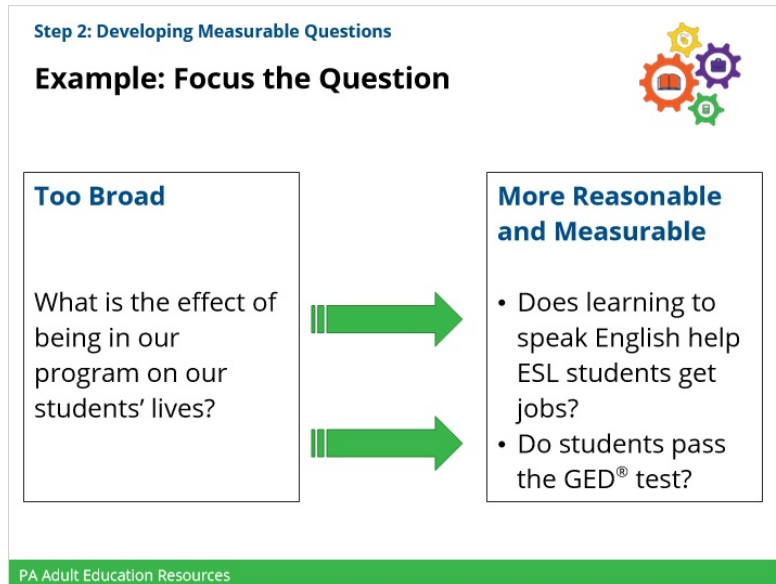 Step 2: Developing Measurable Questions
Example: Focus the Question
Too Broad
What is the effect of
being in our
program on our
students’ lives?
More Reasonable
and Measurable
• Does learning to
speak English help
ESL students get
jobs?
• Do students pass
the GED® test?
PA Adult Education Resources